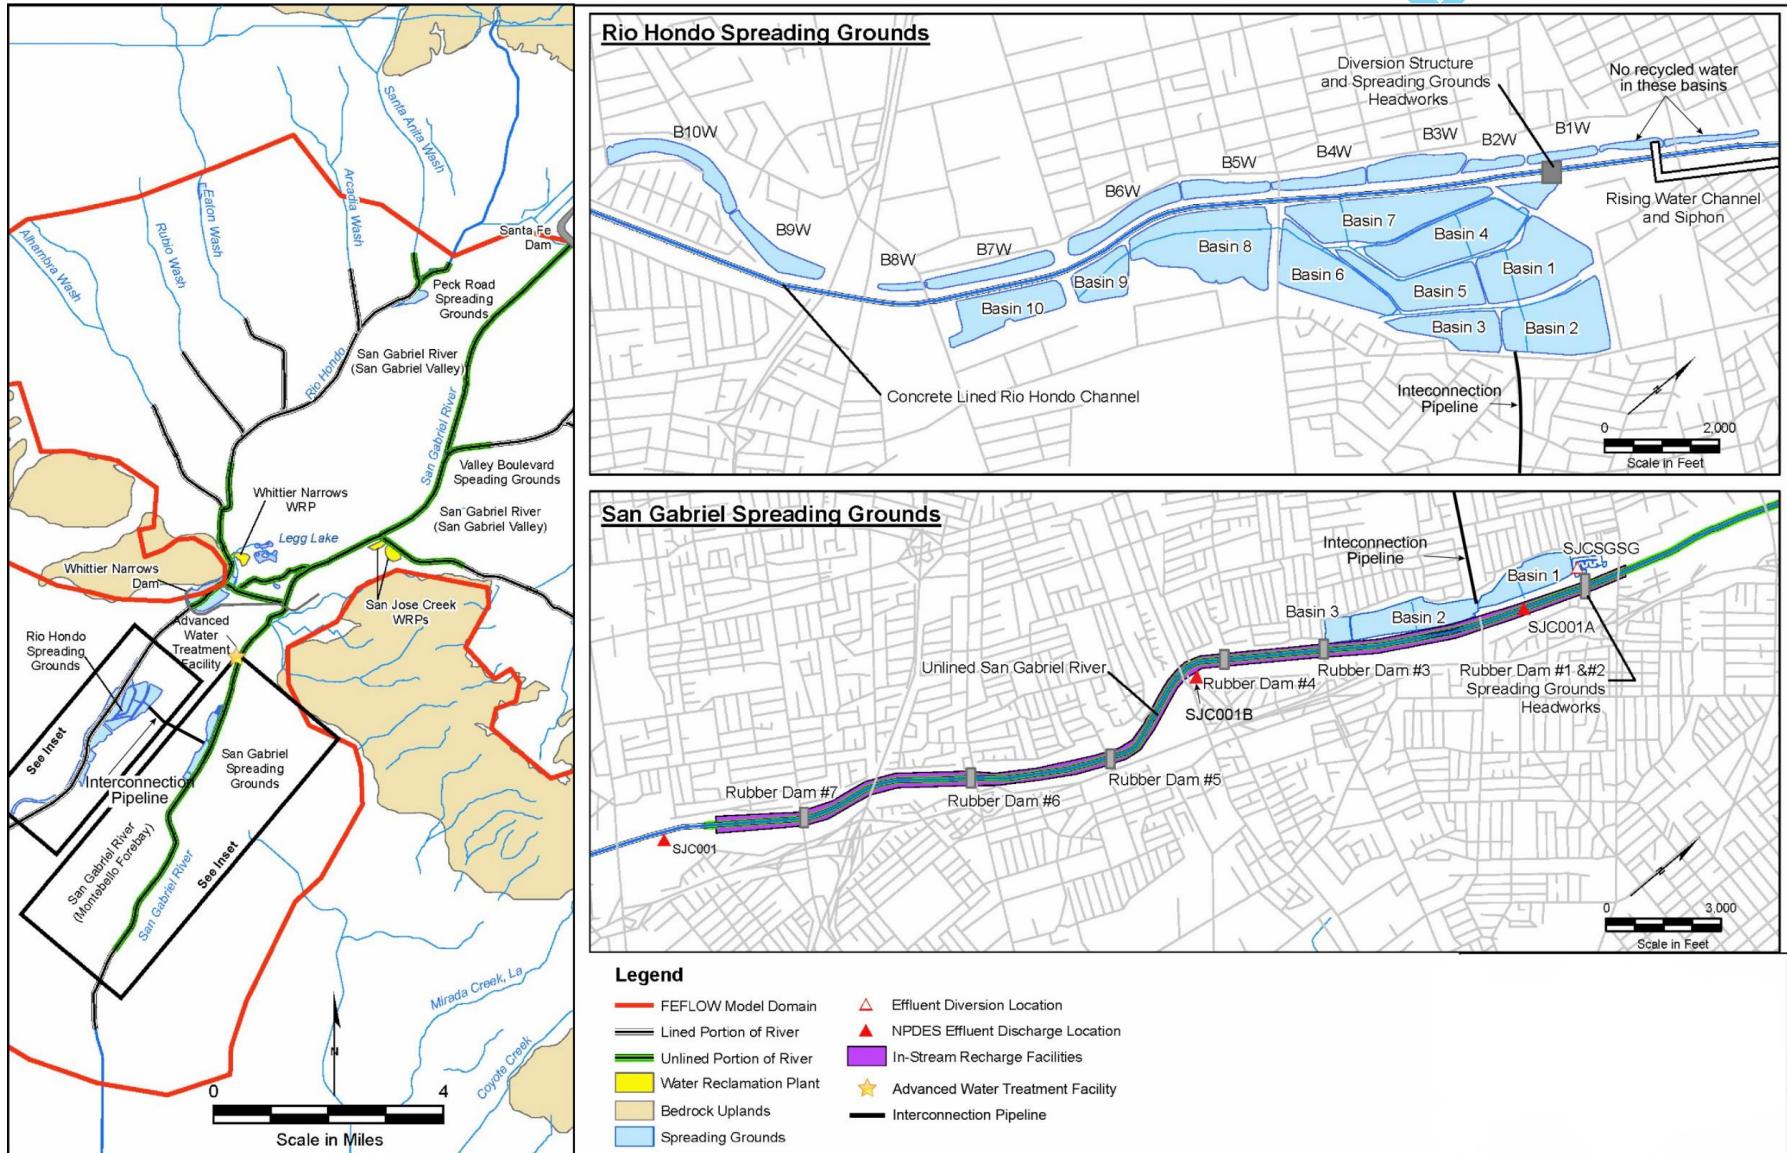 Santa Anita Wash
Arcadia Wash
Eaton Wash
Rubio Wash
Alhambra Wash
Santa Fe
Dam
Peck Road
Spreading
Grounds
San Gabriel River
(San Gabriel Valley)
Rio Hondo
San Gabriel River
Valley Boulevard
Speading Grounds
San Gabriel River
(San Gabriel Valley)
Whittier Narrows
WRP
Legg Lake
Whittier Narrows
Dam
San Jose Creek
WRPs
Advanced
Water
Treatment
Facility
Rio Hondo
Spreading
Grounds
See Inset
Interconnection
Pipeline
San Gabriel
Spreading
Grounds
San Gabriel River
(Montebello Forebay)
San Gabriel River
See Inset
Mirada Creek, La
Coyote Creek
N
0 4
Scale in Miles
Rio Hondo Spreading Grounds
Diversion Structure
and Spreading Grounds
Headworks
No recycled water
in these basins
B10W
B9W
B8W
B7W
B6W
B5W
B4W
B3W
B2W
B1W
Rising Water Channel
and Siphon
Basin 7
Basin 4
Basin 8
Basin 6
Basin 1
Basin 9
Basin 5
Basin 10
Basin 3
Basin 2
Concrete Lined Rio Hondo Channel
Inteconnection
Pipeline
N
0 2,000
Scale in Feet
San Gabriel Spreading Grounds
Inteconnection
Pipeline
SJCSGSG
Basin 1
Basin 3
Basin 2
SJC001A
Unlined San Gabriel River
Rubber Dam #3
Rubber Dam #1 &#2
Spreading Grounds
Headworks
Rubber Dam #4
SJC001B
Rubber Dam #5
Rubber Dam #6
Rubber Dam #7
SJC001
N
0 3,000
Scale in Feet
Legend
FEFLOW Model Domain
Lined Portion of River
Unlined Portion of River
Water Reclamation Plant
Bedrock Uplands
Spreading Grounds
Effluent Diversion Location
NPDES Effluent Discharge Location
In-Stream Recharge Facilities
Advanced Water Treatment Facility
Interconnection Pipeline